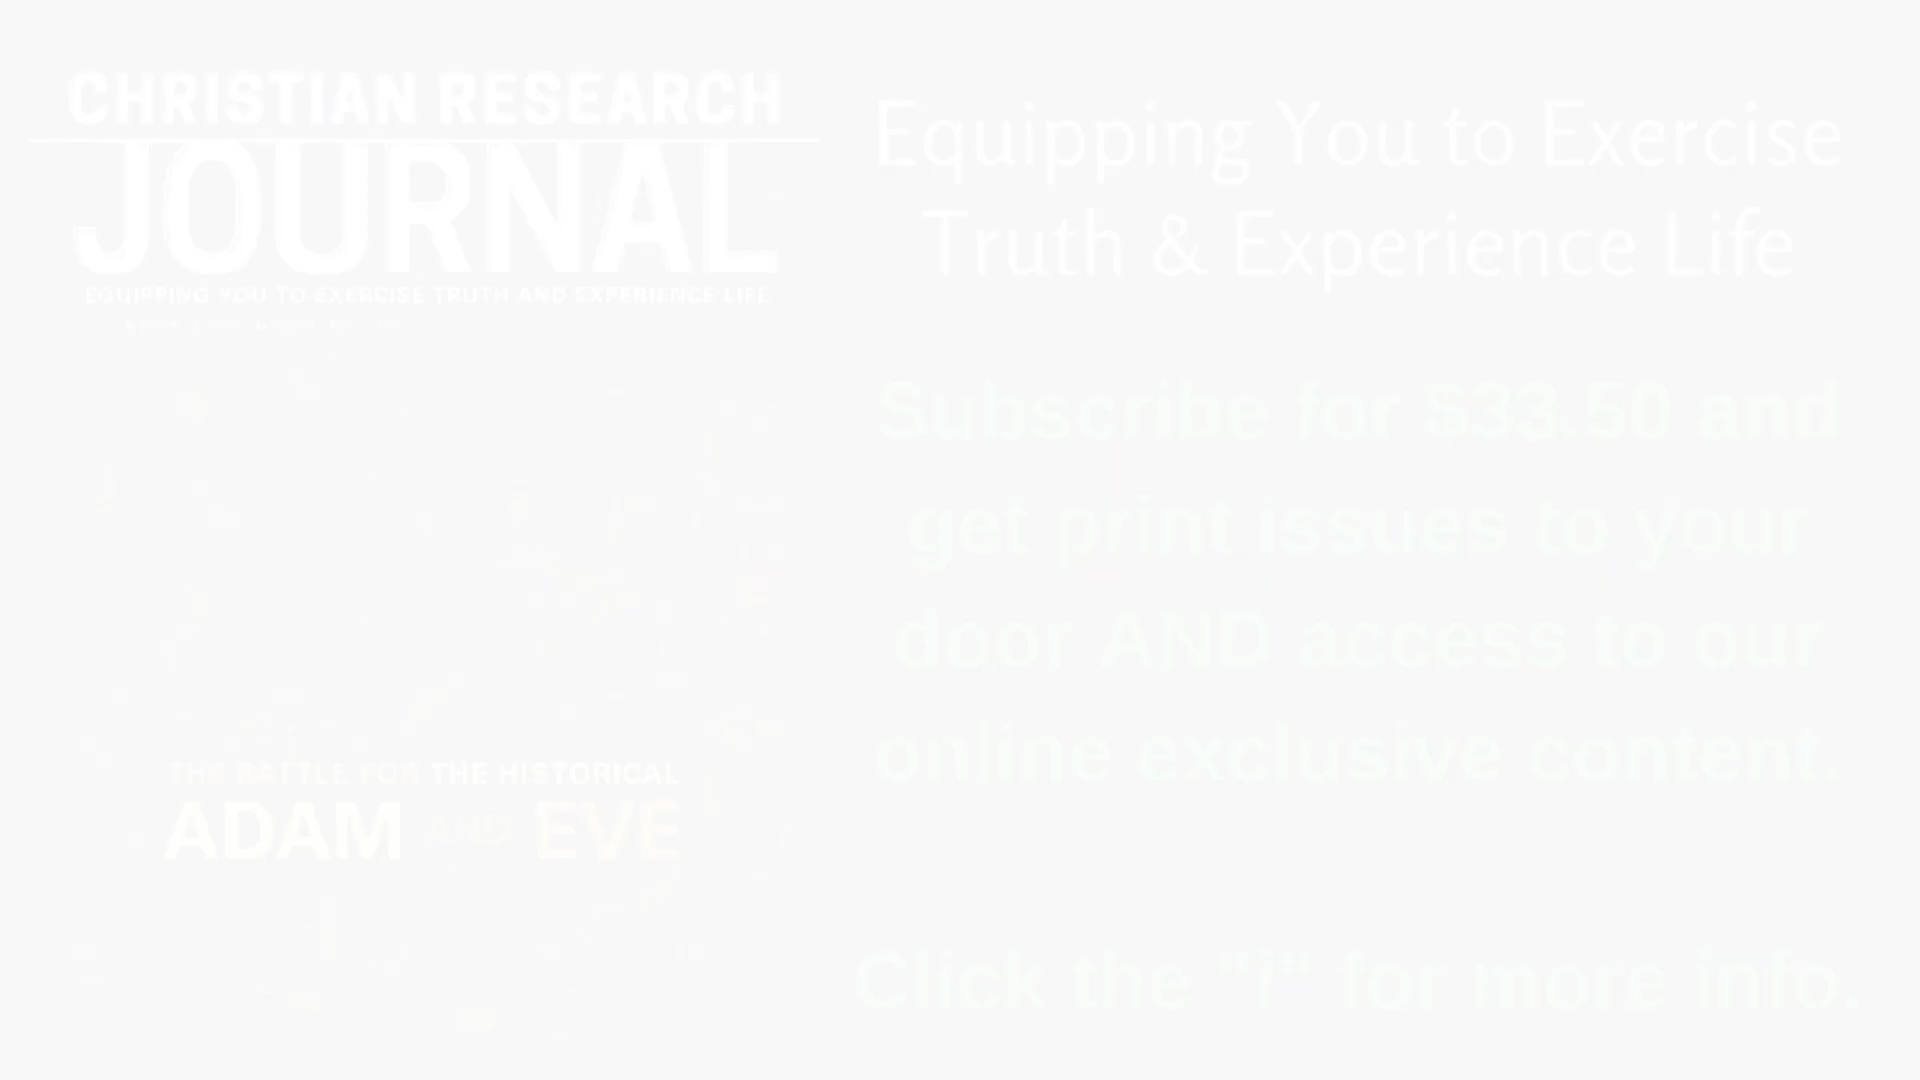 CHRISTIAN RESEARCH
JOURNAL
EQUIPPING YOU TO EXERCISE TRUTH AND EXPERIENCE LIFE
THE BATTLE FOR THE HISTORICAL
ADAM AND EVE
Equipping You to Exercise
Truth & Experience Life
Subscribe for $33.50 and
get print issues to your
door AND access to our
online exclusive content.
Click the "i" for more info.